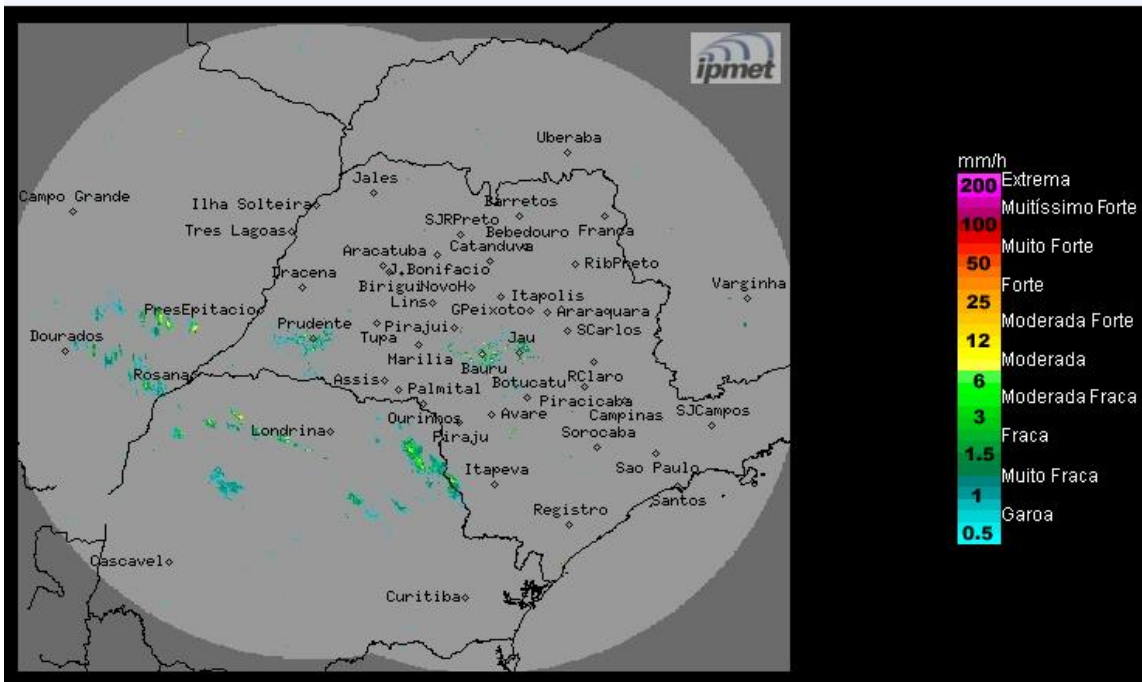 ipmet
Uberaba
Jales
Campo Grande
Ilha Solteira
Barretos
SJRPreto
Franca
Tres Lagoas
Bebedouro
Aracatuba
Catanduva
J.Bonifacio
RibPreto
Dracena
Birigui
NovoH
Itapolis
Varginha
Lins
GPeixoto
Araraquara
PresEpitacio
Prudente
Pirajui
SCarlos
Dourados
Tupa
Jau
Marilia
Bauru
Rosana
Assis
RClaro
Palmital
Botucatu
Piracicaba
Ourinhos
Avare
Campinas
SJCampos
Londrina
Piraju
Sorocaba
Itapeva
Sao Paulo
Santos
Registro
Cascavel
Curitiba
mm/h
200 Extrema
Muitíssimo Forte
100
Muito Forte
50
Forte
25
Moderada Forte
12
Moderada
6
Moderada Fraca
3
Fraca
1.5
Muito Fraca
1
Garoa
0.5